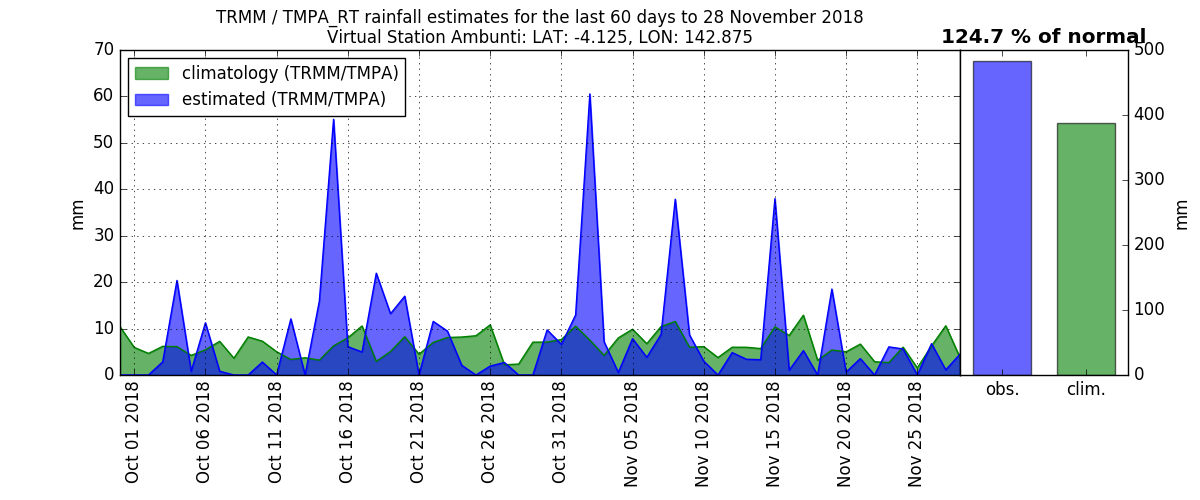 TRMM / TMPA_RT rainfall estimates for the last 60 days to 28 November 2018
Virtual Station Ambunti: LAT: -4.125, LON: 142.875
124.7 % of normal
climatology (TRMM/TMPA)
estimated (TRMM/TMPA)
70
60
50
40
30
20
10
0
mm
Oct 01 2018
Oct 06 2018
Oct 11 2018
Oct 16 2018
Oct 21 2018
Oct 26 2018
Oct 31 2018
Nov 05 2018
Nov 10 2018
Nov 15 2018
Nov 20 2018
Nov 25 2018
500
400
300
200
100
0
mm
obs.
clim.